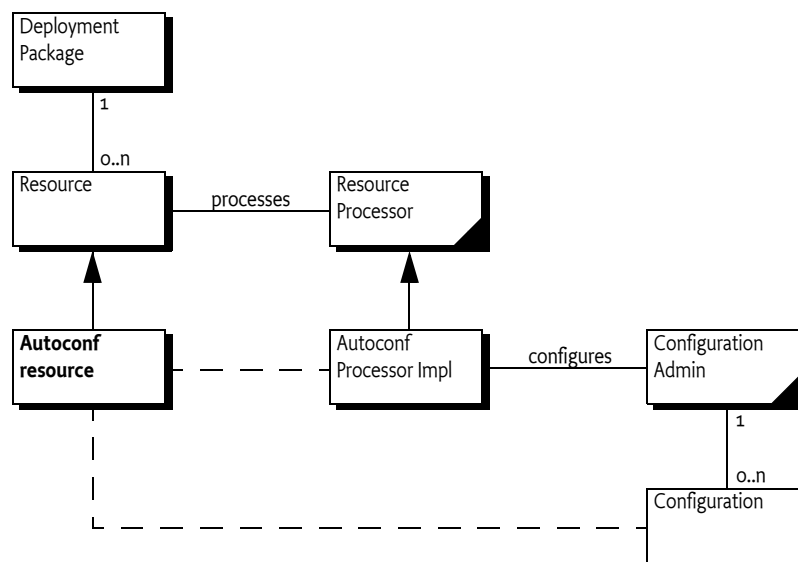 Deployment
Package
1
0..n
Resource
processes
Resource
Processor
Autoconf
resource
Autoconf
Processor Impl
configures
Configuration
Admin
1
0..n
Configuration